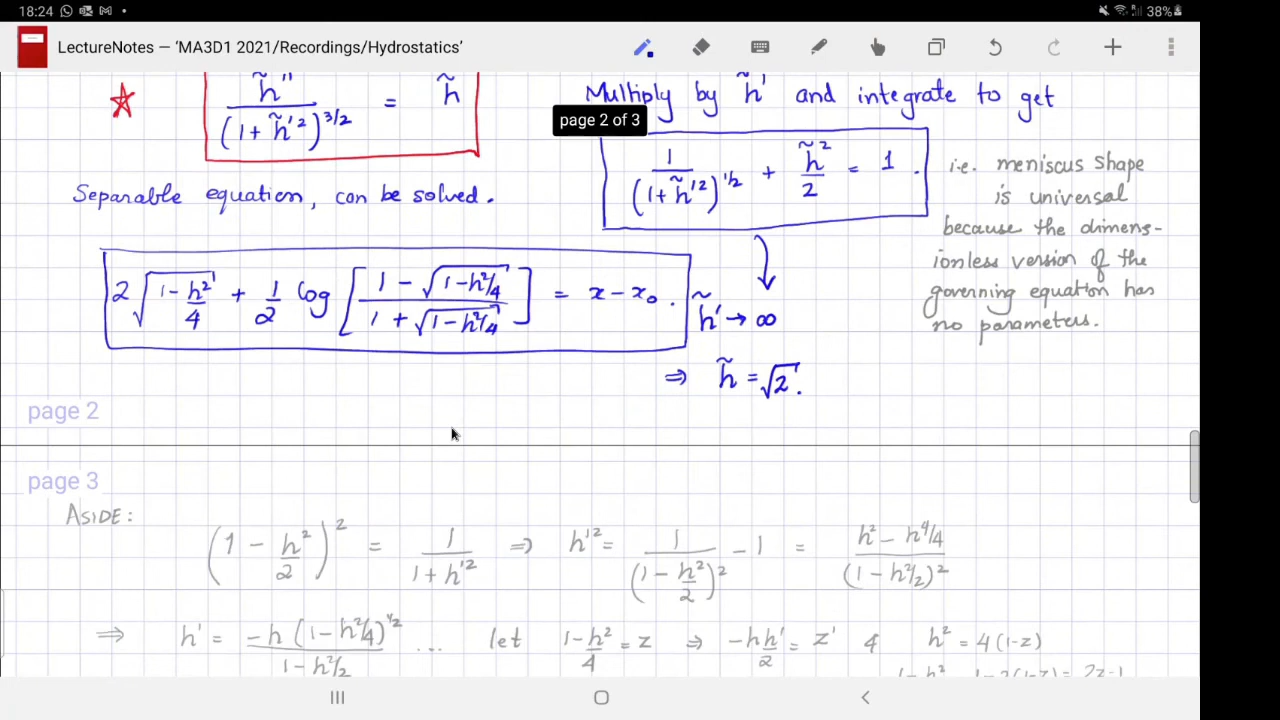 18:24
38%
LectureNotes — ‘MA3D1 2021/Recordings/Hydrostatics’
h̃'' / (1 + h̃'²)^3/2 = h̃
Multiply by h̃' and integrate to get
page 2 of 3
1 / (1 + h̃'²)^1/2 + h̃²/2 = 1 .
i.e. meniscus shape
is universal
because the dimens-
ionless version of the
governing equation has
no parameters.
Separable equation, can be solved .
2 √(1-h²/4) + 1/2 log [ (1 - √(1-h²/4)) / (1 + √(1-h²/4)) ] = x - x₀ .
h̃' → ∞
⇒ h̃ = √2 .
page 2
page 3
ASIDE:
(1 - h²/2)² = 1 / (1 + h'²) ⇒ h'² = 1 / (1 - h²/2)² - 1 = (h² - h⁴/4) / (1 - h²/2)²
⇒ h' = -h (1 - h²/4)^1/2 / (1 - h²/2) ... let 1-h²/4 = z ⇒ -hh'/2 = z' & h² = 4(1-z)